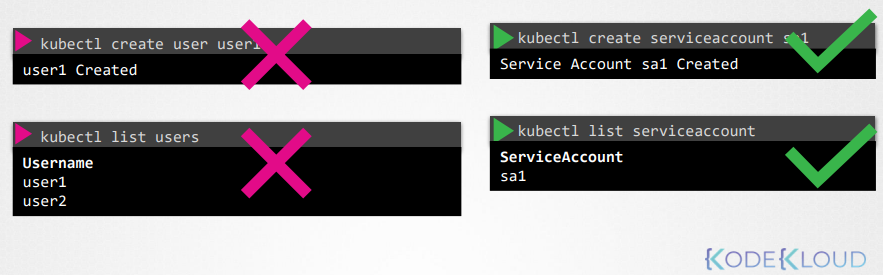 kubectl create user user1
user1 Created
kubectl list users
Username
user1
user2
kubectl create serviceaccount sa1
Service Account sa1 Created
kubectl list serviceaccount
ServiceAccount
sa1
KODEKLOUD